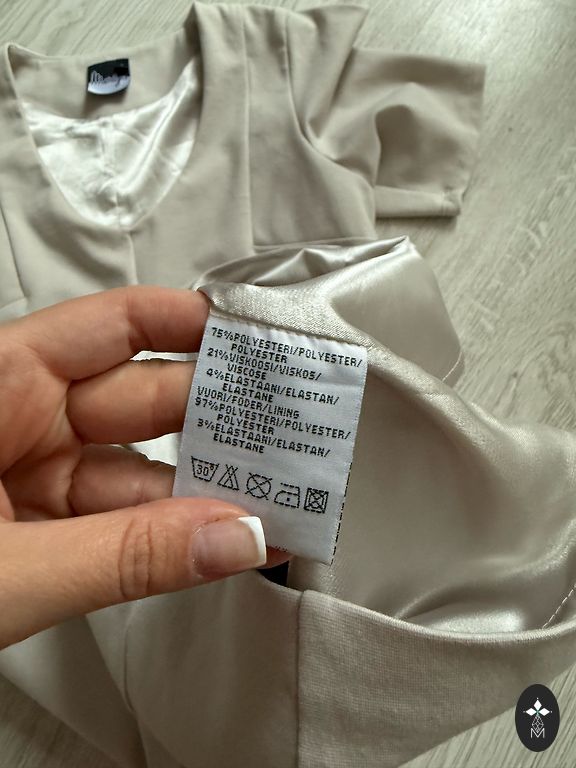 75%POLYESTERI/POLYESTER/
POLYESTER
21%VISKOOSI/VISKOS/
VISCOSE
4%ELASTAANI/ELASTAN/
ELASTANE
VUORI/FODER/LINING
97%POLYESTERI/POLYESTER/
POLYESTER
3%ELASTAANI/ELASTAN/
ELASTANE
30°
M